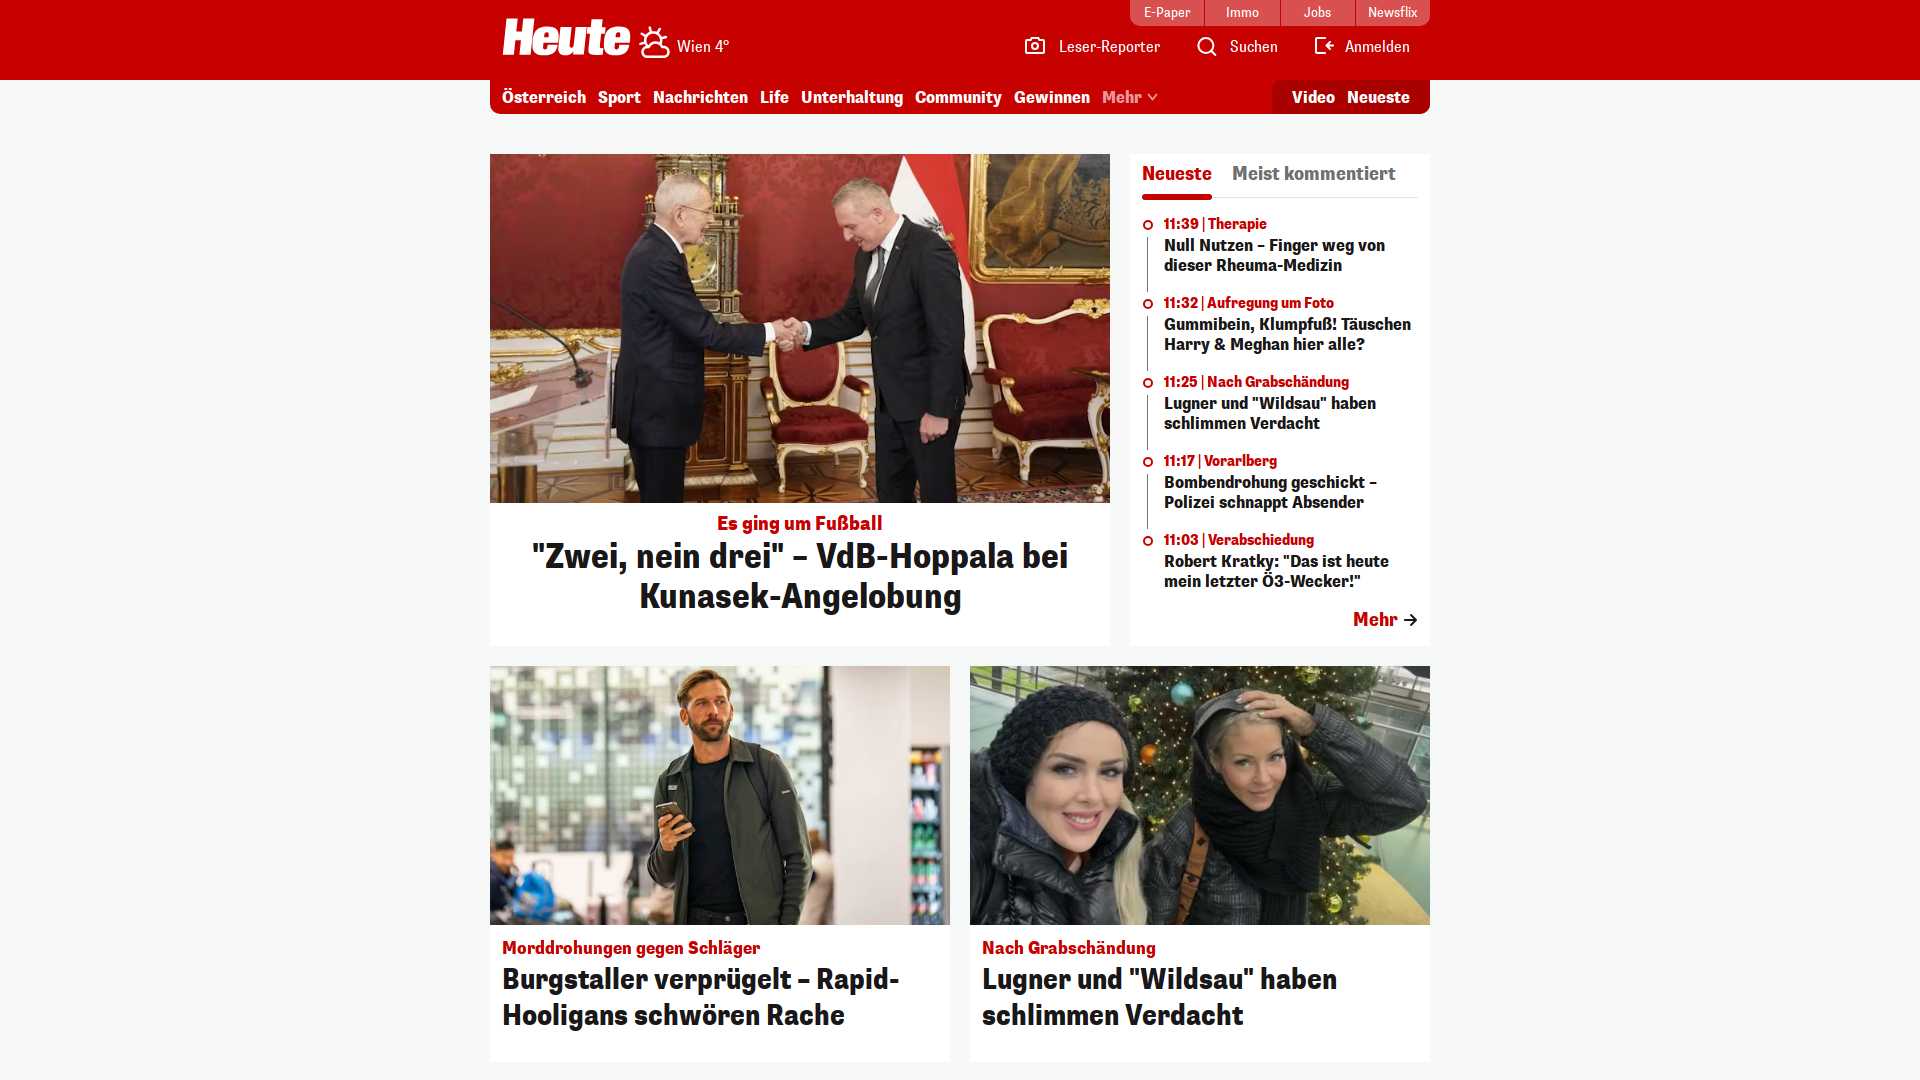 E-Paper
Immo
Jobs
Newsflix
Heute
Wien 4°
Leser-Reporter
Suchen
Anmelden
Österreich
Sport
Nachrichten
Life
Unterhaltung
Community
Gewinnen
Mehr
Video
Neueste
Es ging um Fußball
"Zwei, nein drei" – VdB-Hoppala bei
Kunasek-Angelobung
Neueste
Meist kommentiert
11:39 | Therapie
Null Nutzen – Finger weg von
dieser Rheuma-Medizin
11:32 | Aufregung um Foto
Gummibein, Klumpfuß! Täuschen
Harry & Meghan hier alle?
11:25 | Nach Grabschändung
Lugner und "Wildsau" haben
schlimmen Verdacht
11:17 | Vorarlberg
Bombendrohung geschickt –
Polizei schnappt Absender
11:03 | Verabschiedung
Robert Kratky: "Das ist heute
mein letzter Ö3-Wecker!"
Mehr
Morddrohungen gegen Schläger
Burgstaller verprügelt – Rapid-
Hooligans schwören Rache
Nach Grabschändung
Lugner und "Wildsau" haben
schlimmen Verdacht